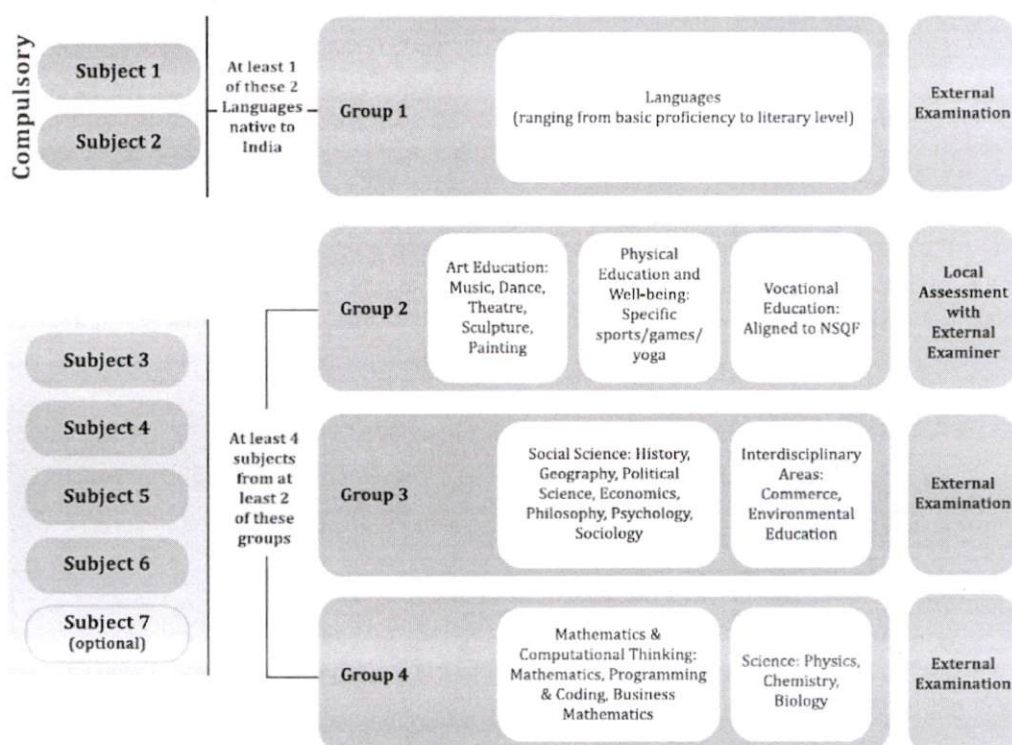 Compulsory
Subject 1
Subject 2
At least 1
of these 2
Languages
native to
India
Group 1
Languages
(ranging from basic proficiency to literary level)
External
Examination
Group 2
Art Education:
Music, Dance,
Theatre,
Sculpture,
Painting
Physical
Education and
Well-being:
Specific
sports/games/
yoga
Vocational
Education:
Aligned to NSQF
Local
Assessment
with
External
Examiner
Subject 3
Subject 4
Subject 5
Subject 6
Subject 7
(optional)
At least 4
subjects
from at
least 2
of these
groups
Group 3
Social Science: History,
Geography, Political
Science, Economics,
Philosophy, Psychology,
Sociology
Interdisciplinary
Areas:
Commerce,
Environmental
Education
External
Examination
Group 4
Mathematics &
Computational Thinking:
Mathematics, Programming
& Coding, Business
Mathematics
Science: Physics,
Chemistry,
Biology
External
Examination